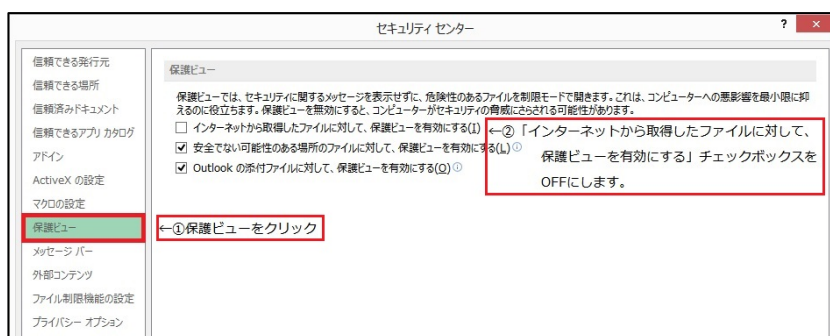 セキュリティ センター
? ×
信頼できる発行元
信頼できる場所
信頼済みドキュメント
信頼できるアプリ カタログ
アドイン
ActiveX の設定
マクロの設定
保護ビュー
メッセージ バー
外部コンテンツ
ファイル制限機能の設定
プライバシー オプション
保護ビュー
保護ビューでは、セキュリティに関するメッセージを表示せずに、危険性のあるファイルを制限モードで開きます。これは、コンピューターへの悪影響を最小限に抑
えるのに役立ちます。保護ビューを無効にすると、コンピューターがセキュリティの脅威にさらされる可能性があります。
インターネットから取得したファイルに対して、保護ビューを有効にする(I)
安全でない可能性のある場所のファイルに対して、保護ビューを有効にする(L)
Outlook の添付ファイルに対して、保護ビューを有効にする(O)
←②「インターネットから取得したファイルに対して、
保護ビューを有効にする」チェックボックスを
OFFにします。
←①保護ビューをクリック